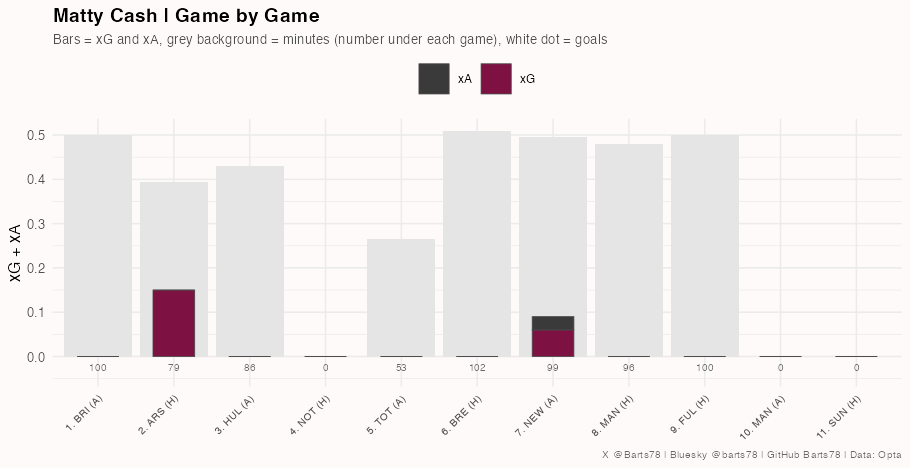 Matty Cash | Game by Game
Bars = xG and xA, grey background = minutes (number under each game), white dot = goals
xA xG
xG + xA
0.5
0.4
0.3
0.2
0.1
0.0
100 79 86 0 53 102 99 96 100 0 0
1. BRI (A) 2. ARS (H) 3. HUL (A) 4. NOT (H) 5. TOT (A) 6. BRE (H) 7. NEW (A) 8. MAN (H) 9. FUL (H) 10. MAN (A) 11. SUN (H)
X @Barts78 | Bluesky @barts78 | GitHub Barts78 | Data: Opta